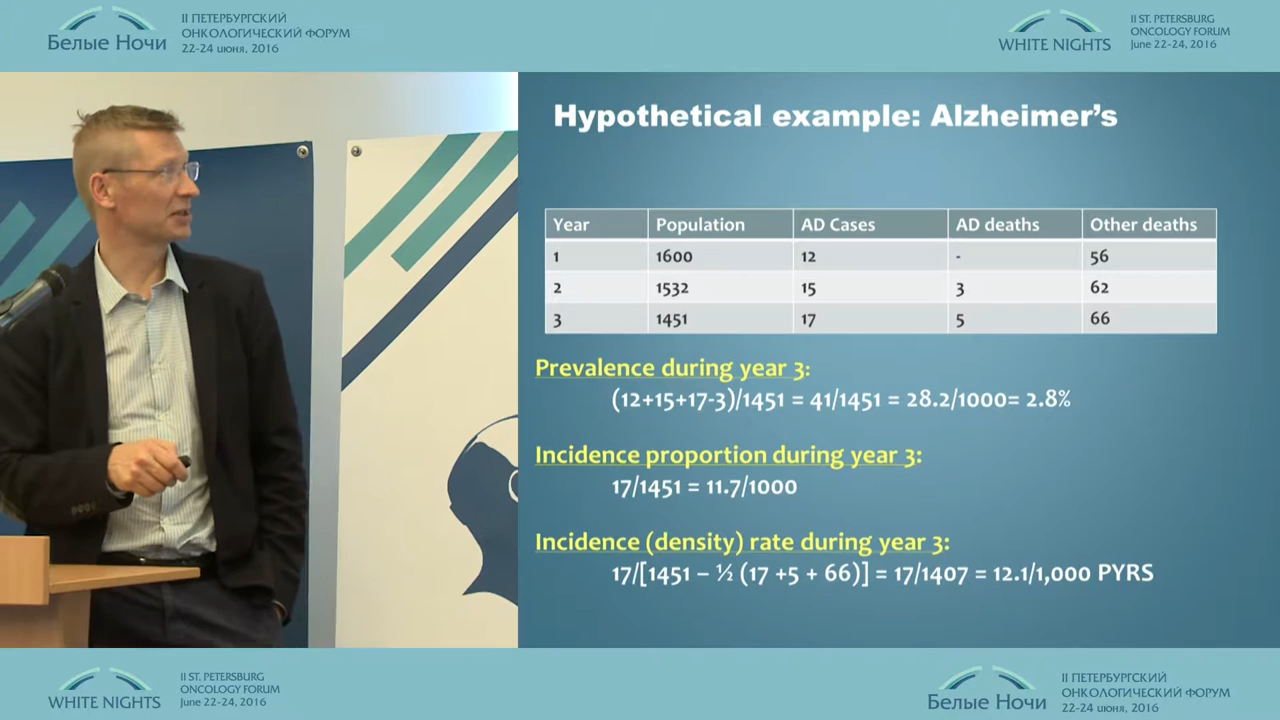 II ПЕТЕРБУРГСКИЙ
ОНКОЛОГИЧЕСКИЙ ФОРУМ
Белые Ночи
22-24 июня, 2016
II ST. PETERSBURG
ONCOLOGY FORUM
WHITE NIGHTS
June 22-24, 2016
Hypothetical example: Alzheimer's
Year Population AD Cases AD deaths Other deaths
1 1600 12 - 56
2 1532 15 3 62
3 1451 17 5 66
Prevalence during year 3:
(12+15+17-3)/1451 = 41/1451 = 28.2/1000= 2.8%
Incidence proportion during year 3:
17/1451 = 11.7/1000
Incidence (density) rate during year 3:
17/[1451 – ½ (17 +5 + 66)] = 17/1407 = 12.1/1,000 PYRS
II ST. PETERSBURG
ONCOLOGY FORUM
WHITE NIGHTS
June 22-24, 2016
II ПЕТЕРБУРГСКИЙ
ОНКОЛОГИЧЕСКИЙ ФОРУМ
Белые Ночи
22-24 июня, 2016